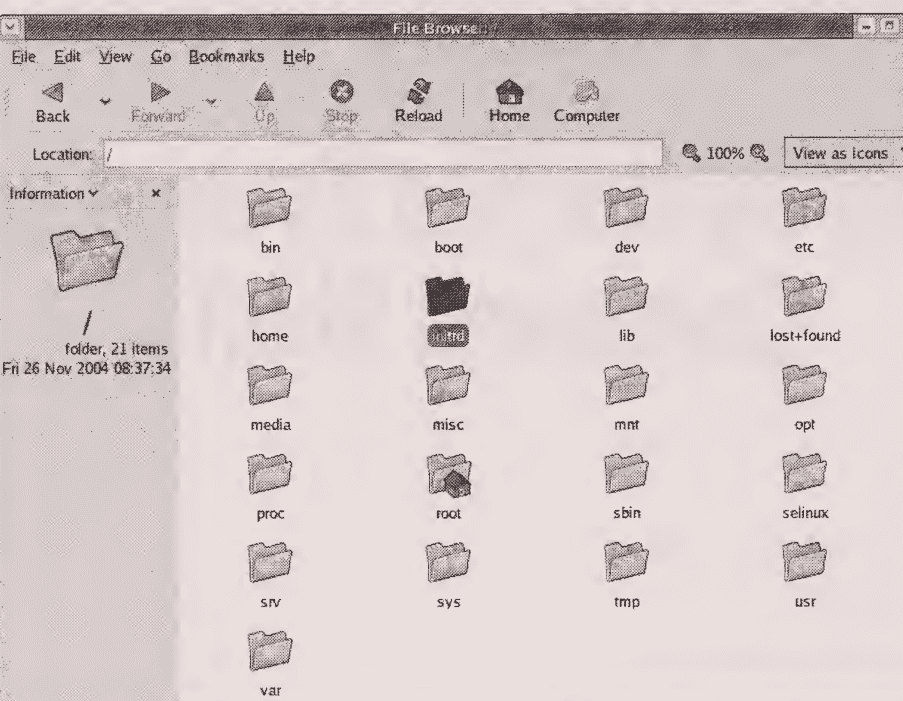 File Browse
File Edit View Go Bookmarks Help
Back Forward Up Stop Reload Home Computer
Location: / 100% View as Icons
Information
bin boot dev etc
/
folder, 21 items
Fri 26 Nov 2004 08:37:34
home initrd lib lost+found
media misc mnt opt
proc root sbin selinux
srv sys tmp usr
var